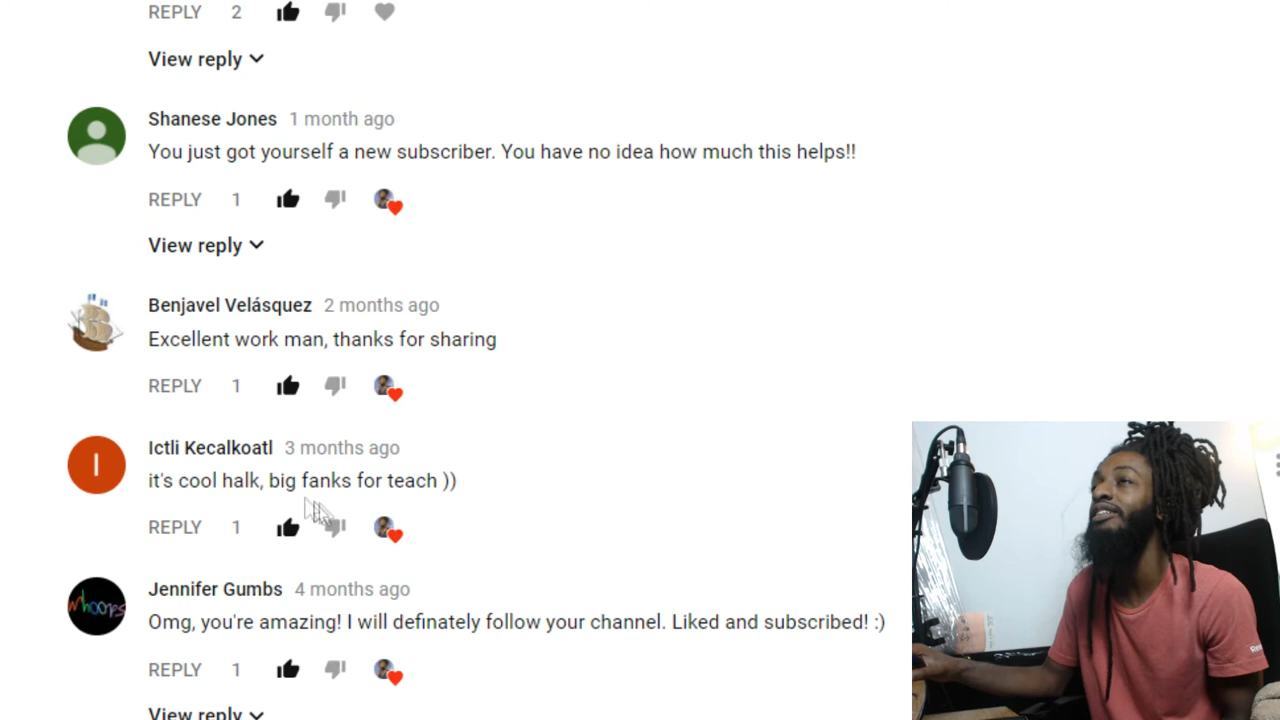 REPLY 2
View reply
Shanese Jones 1 month ago
You just got yourself a new subscriber. You have no idea how much this helps!!
REPLY 1
View reply
Benjavel Velásquez 2 months ago
Excellent work man, thanks for sharing
REPLY 1
Ictli Kecalkoatl 3 months ago
I
it's cool halk, big fanks for teach ))
REPLY 1
Jennifer Gumbs 4 months ago
whoops
Omg, you're amazing! I will definately follow your channel. Liked and subscribed! :)
REPLY 1
View reply